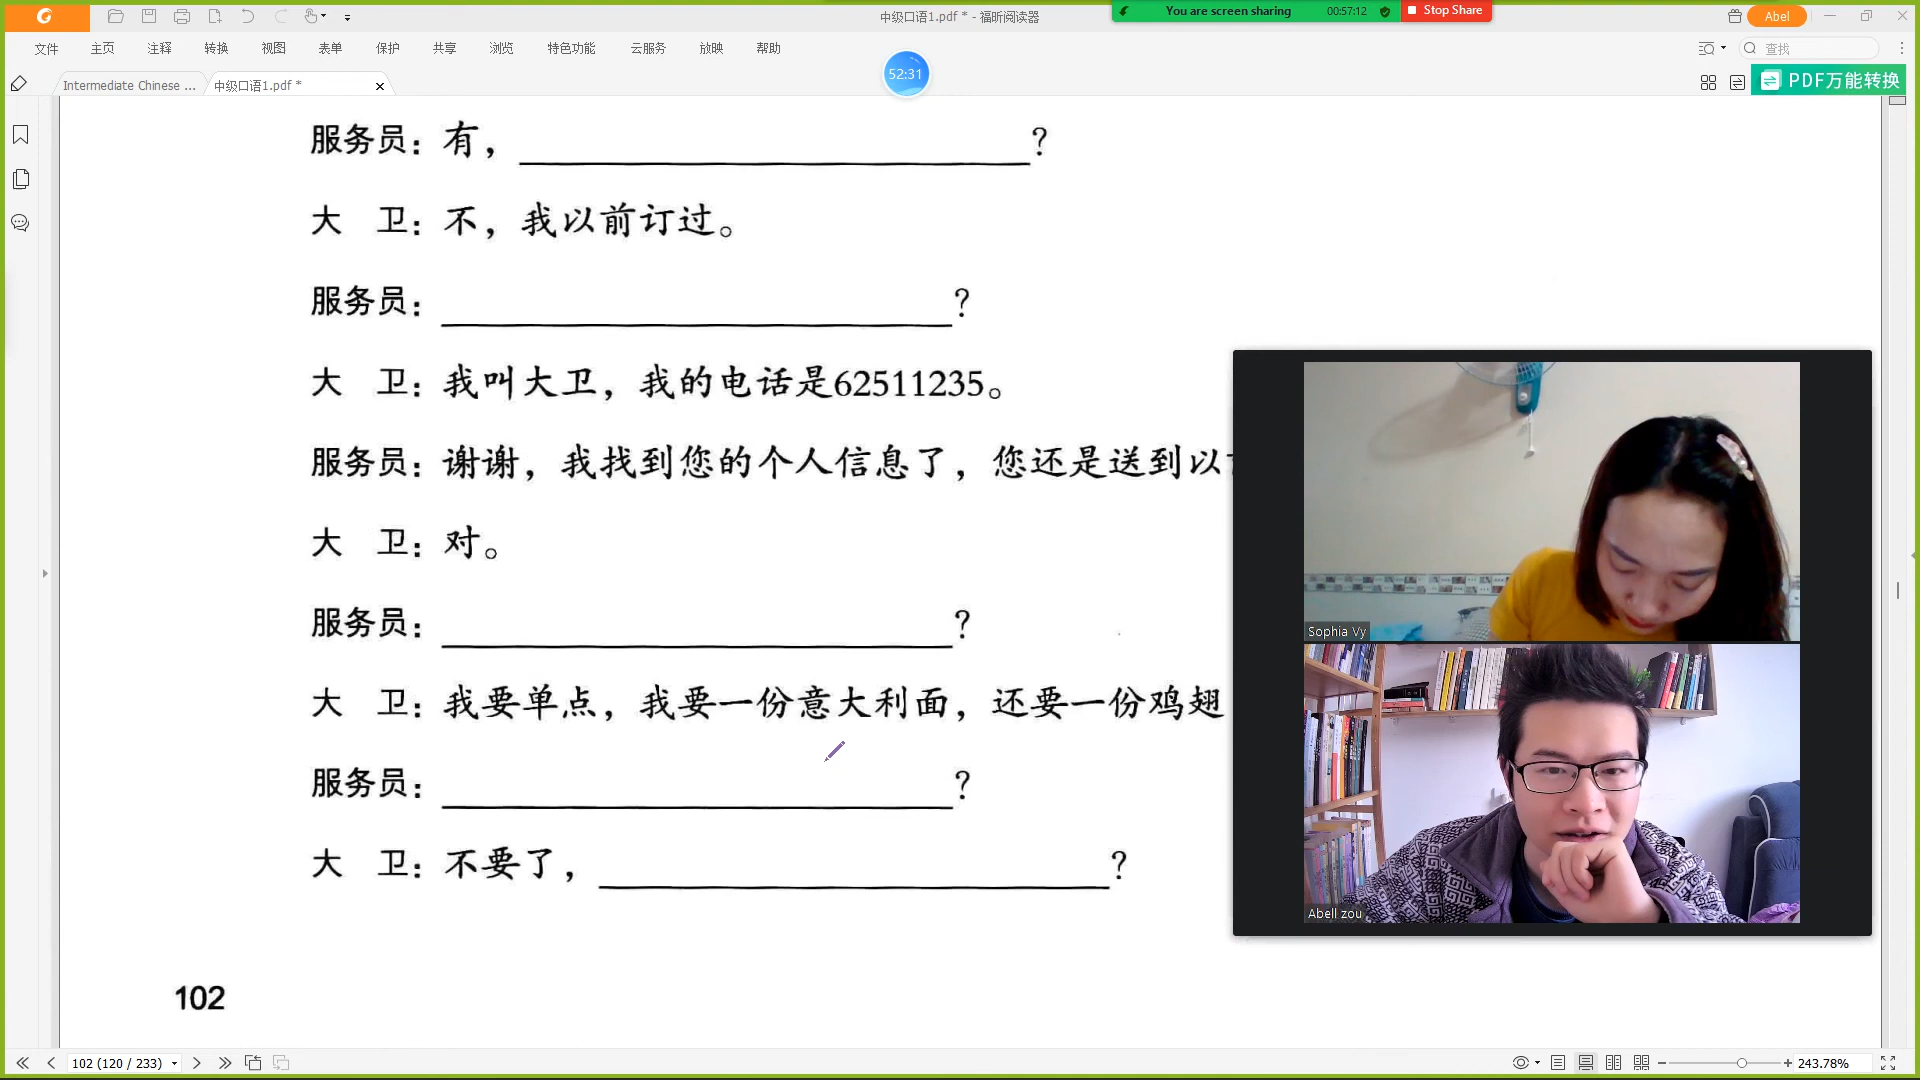 中级口语1.pdf * - 福昕阅读器
You are screen sharing 00:57:12 Stop Share
Abel
文件 主页 注释 转换 视图 表单 保护 共享 浏览 特色功能 云服务 放映 帮助
查找
52:31
Intermediate Chinese ... 中级口语1.pdf *
PDF万能转换
服务员：有，？
大 卫：不，我以前订过。
服务员：？
大 卫：我叫大卫，我的电话是62511235。
服务员：谢谢，我找到您的个人信息了，您还是送到以
大 卫：对。
服务员：？
大 卫：我要单点，我要一份意大利面，还要一份鸡翅
服务员：？
大 卫：不要了，？
Sophia Vy
Abell zou
102
102 (120 / 233)
243.78%